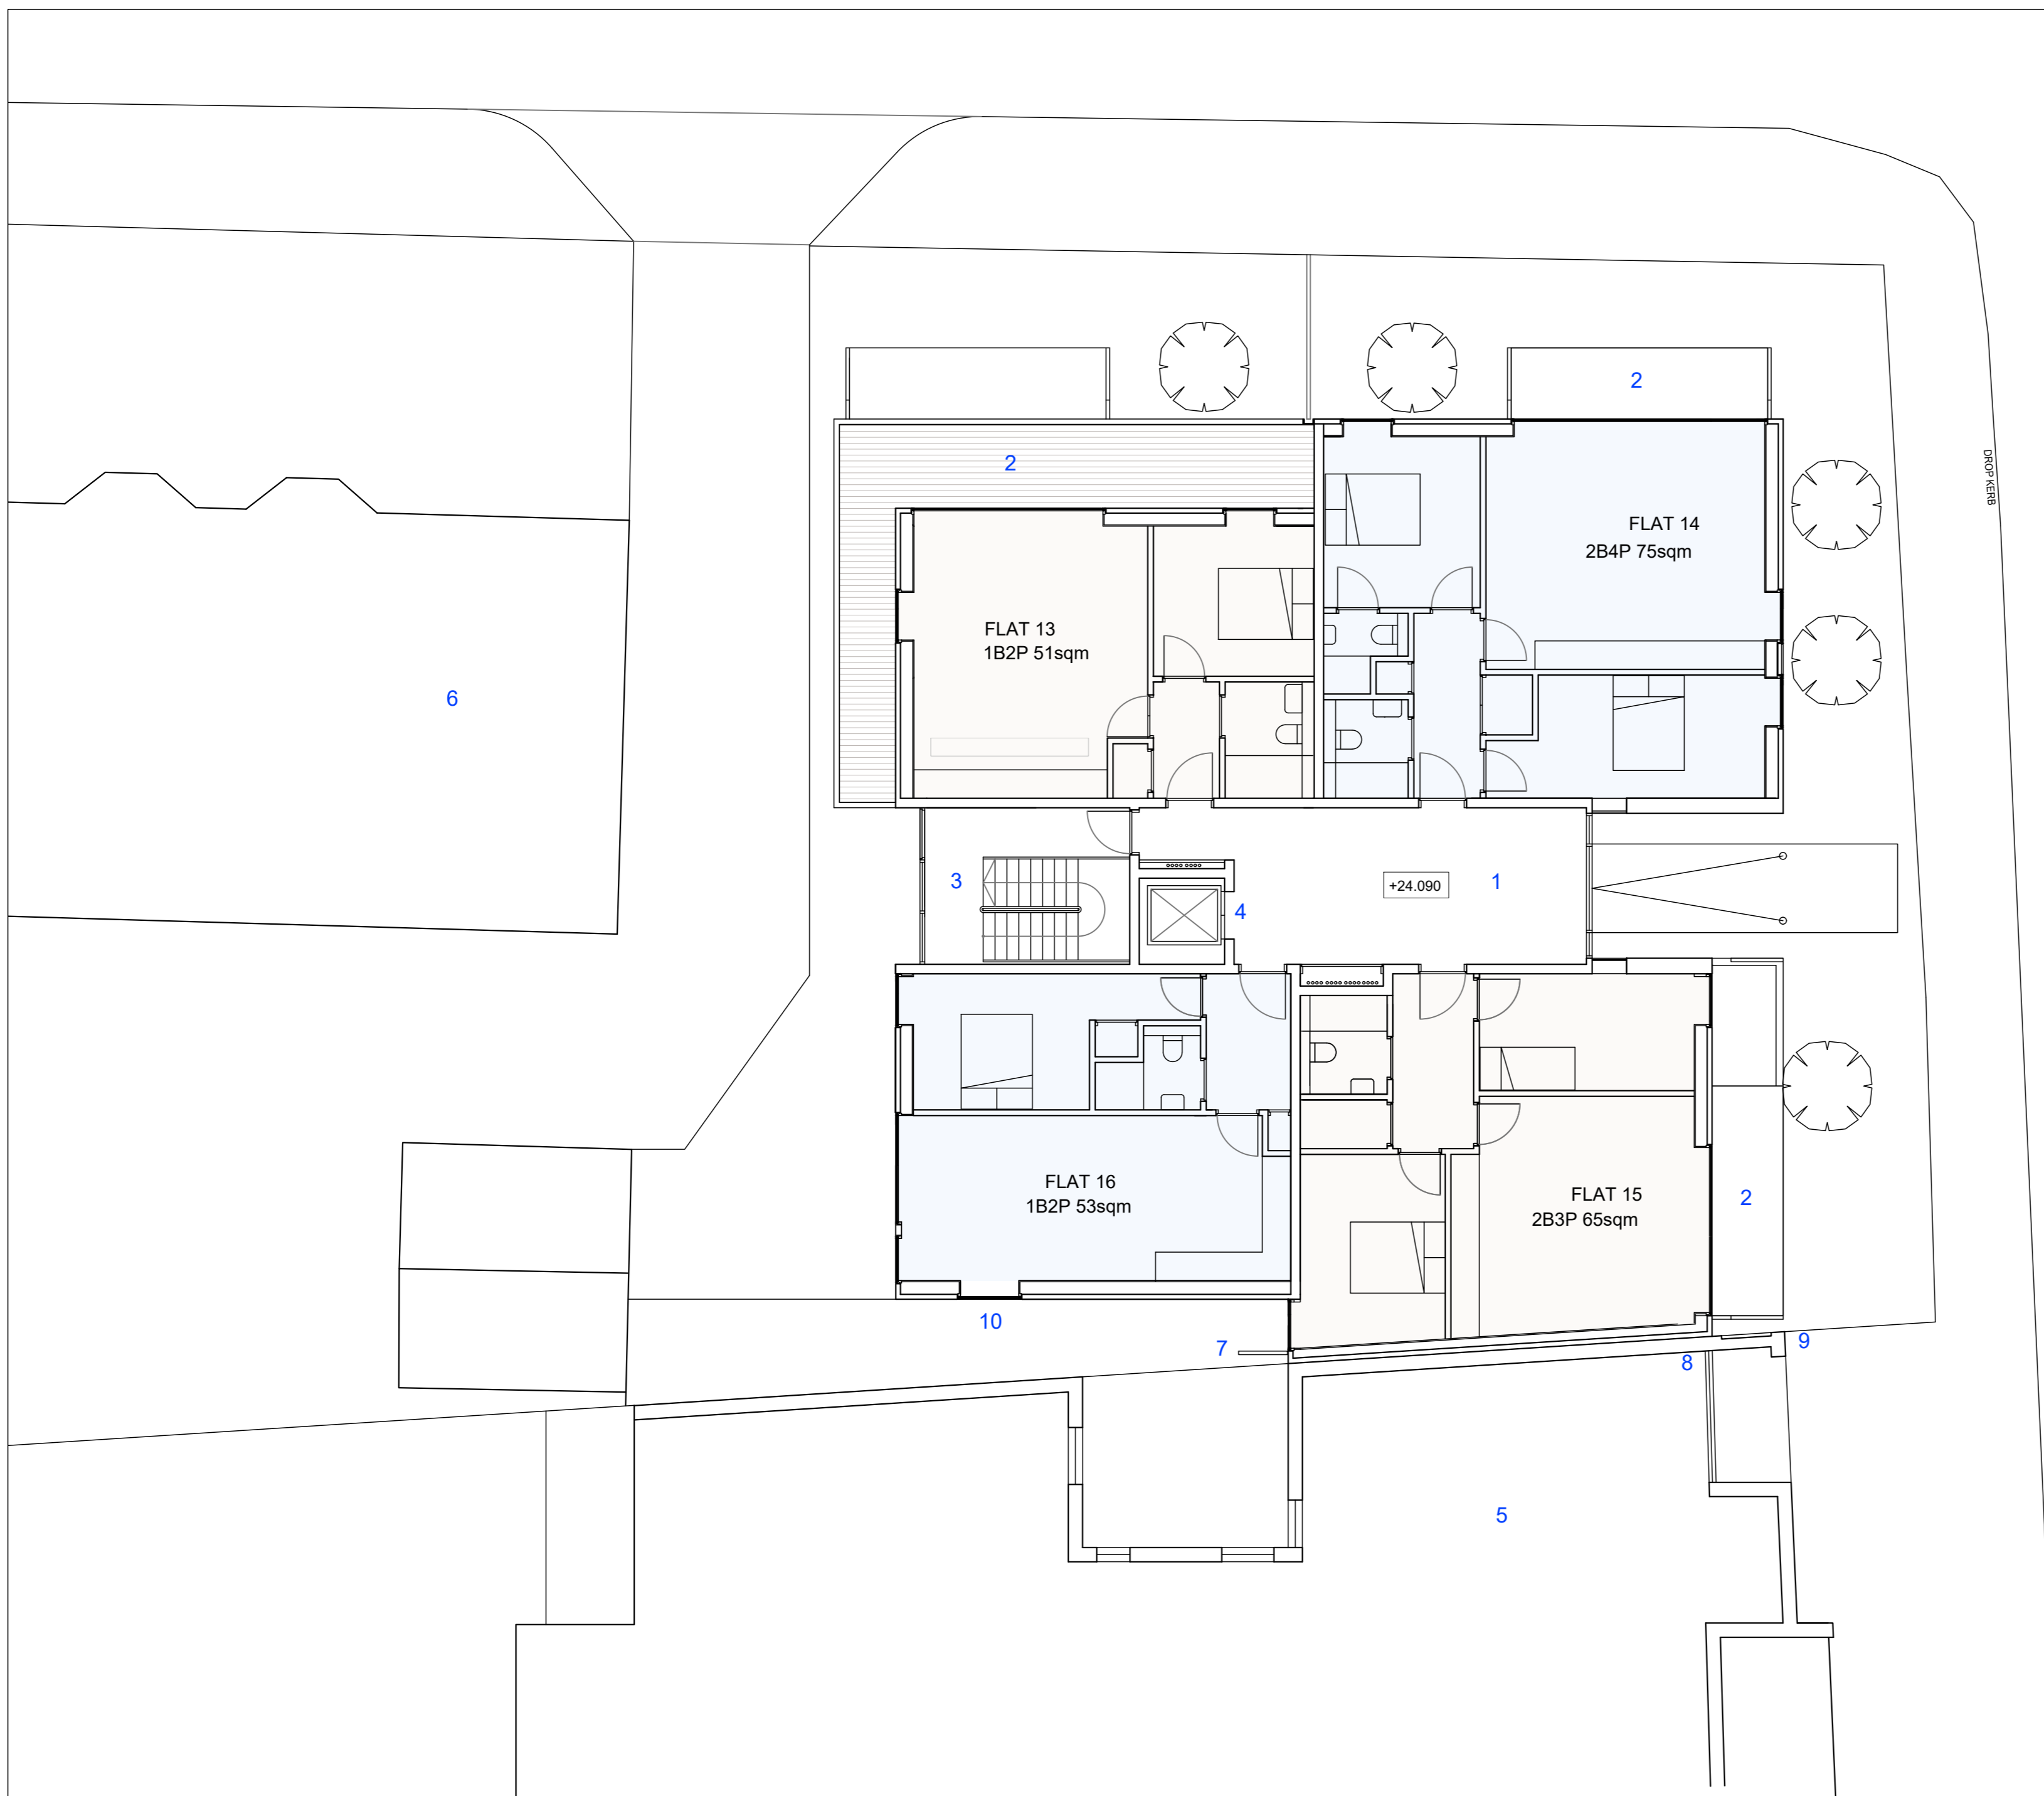 2
2
DROP KERB
FLAT 14
2B4P 75sqm
FLAT 13
1B2P 51sqm
6
3
+24.090
1
4
FLAT 16
1B2P 53sqm
FLAT 15
2B3P 65sqm
2
10
7
8
9
5